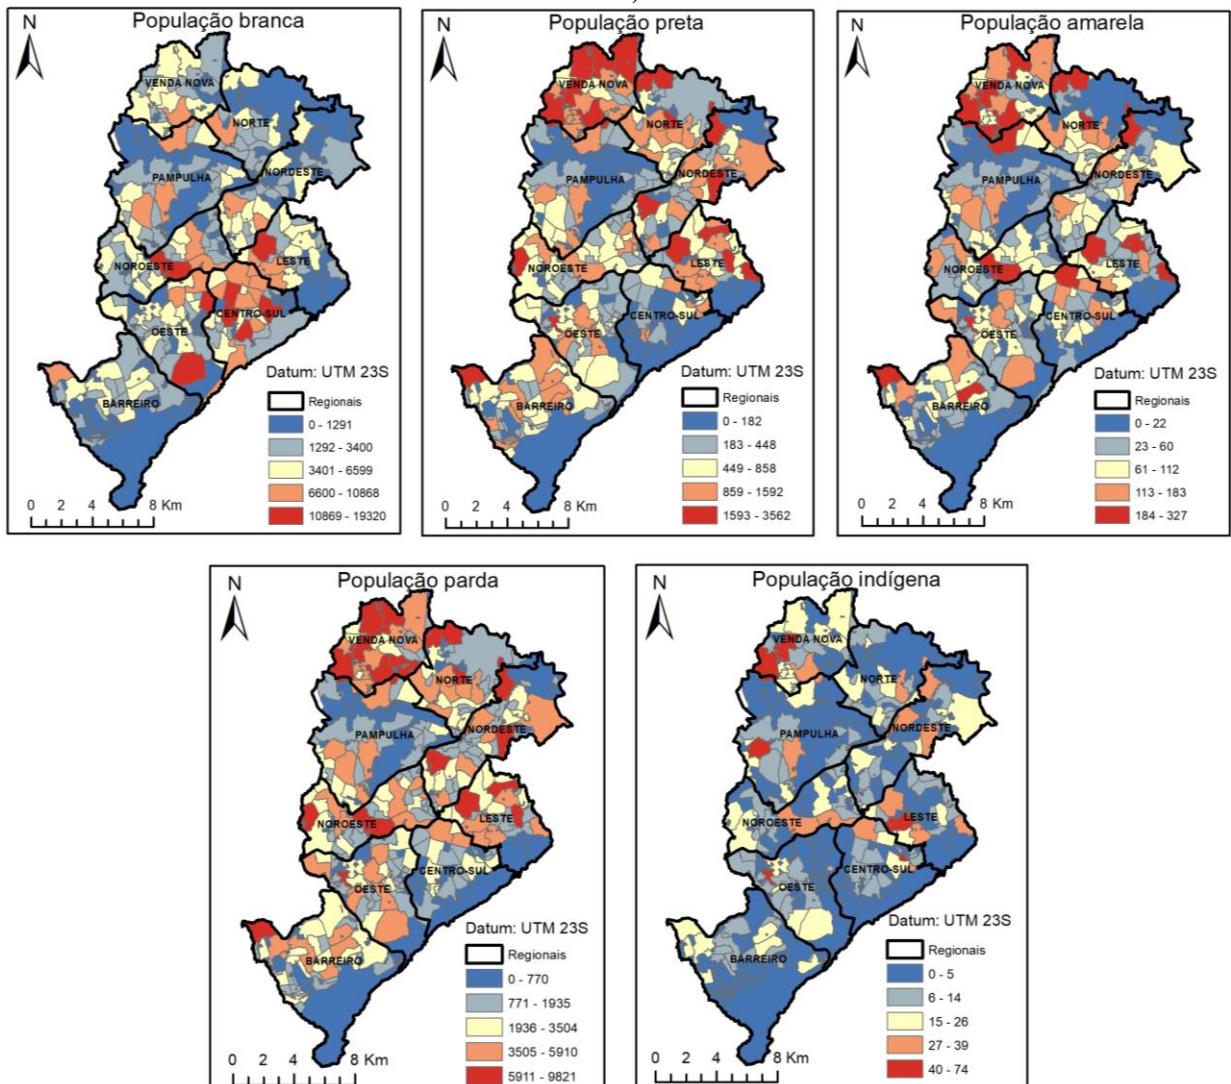 População branca
N
VENDA NOVA
NORTE
PAMPULHA
NORDESTE
NOROESTE
LESTE
CENTRO-SUL
OESTE
BARREIRO
Datum: UTM 23S
Regionais
0 - 1291
1292 - 3400
3401 - 6599
6600 - 10868
10869 - 19320
0 2 4 8 Km
População preta
N
VENDA NOVA
NORTE
PAMPULHA
NORDESTE
NOROESTE
LESTE
CENTRO-SUL
OESTE
BARREIRO
Datum: UTM 23S
Regionais
0 - 182
183 - 448
449 - 858
859 - 1592
1593 - 3562
0 2 4 8 Km
População amarela
N
VENDA NOVA
NORTE
PAMPULHA
NORDESTE
NOROESTE
LESTE
CENTRO-SUL
OESTE
BARREIRO
Datum: UTM 23S
Regionais
0 - 22
23 - 60
61 - 112
113 - 183
184 - 327
0 2 4 8 Km
População parda
N
VENDA NOVA
NORTE
PAMPULHA
NORDESTE
NOROESTE
LESTE
CENTRO-SUL
OESTE
BARREIRO
Datum: UTM 23S
Regionais
0 - 770
771 - 1935
1936 - 3504
3505 - 5910
5911 - 9821
0 2 4 8 Km
População indígena
N
VENDA NOVA
NORTE
PAMPULHA
NORDESTE
NOROESTE
LESTE
CENTRO-SUL
OESTE
BARREIRO
Datum: UTM 23S
Regionais
0 - 5
6 - 14
15 - 26
27 - 39
40 - 74
0 2 4 8 Km